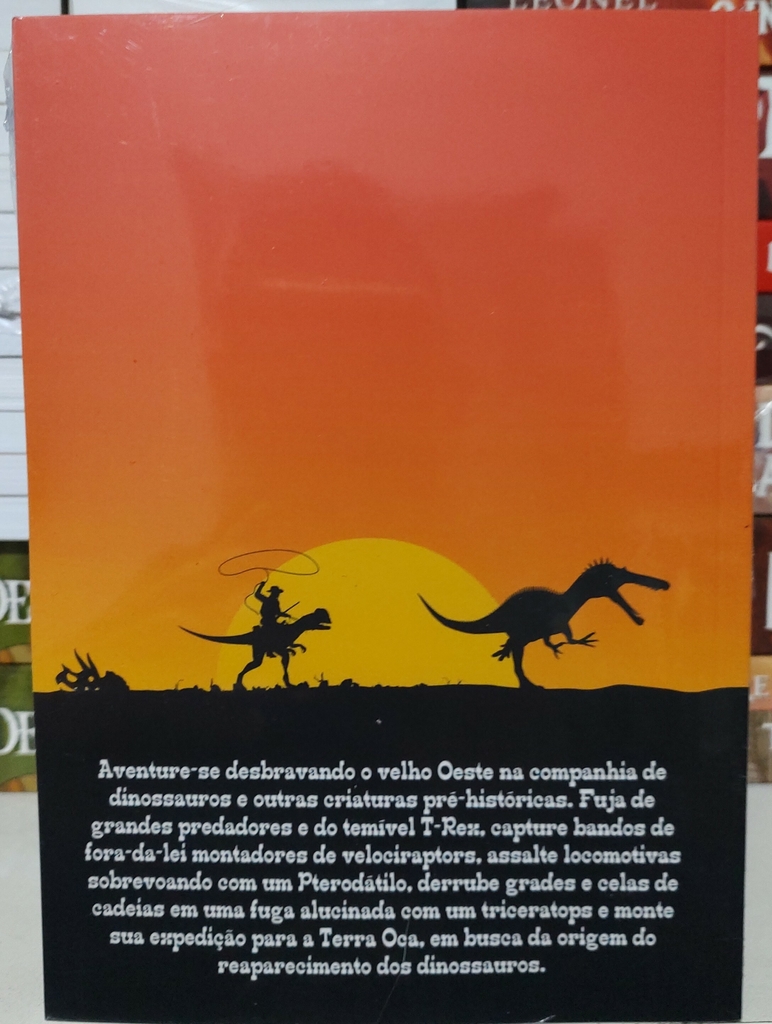 LEONEL
Aventure-se desbravando o velho Oeste na companhia de
dinossauros e outras criaturas pré-históricas. Fuja de
grandes predadores e do temível T-Rex, capture bandos de
fora-da-lei montadores de velociraptors, assalte locomotivas
sobrevoando com um Pterodátilo, derrube grades e celas de
cadeias em uma fuga alucinada com um triceratops e monte
sua expedição para a Terra Oca, em busca da origem do
reaparecimento dos dinossauros.